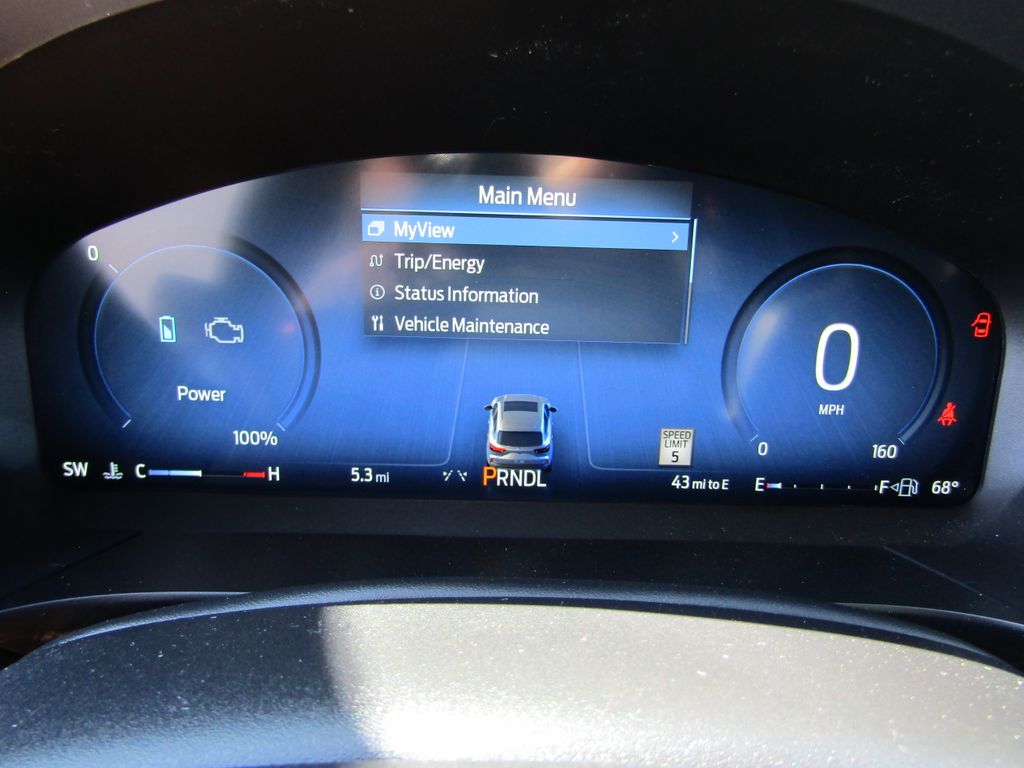 Main Menu
MyView
Trip/Energy
Status Information
Vehicle Maintenance
0
Power
100%
0
MPH
0
160
SPEED
LIMIT
5
SW
C
H
5.3 mi
PRNDL
43 mi to E
E
F
68°